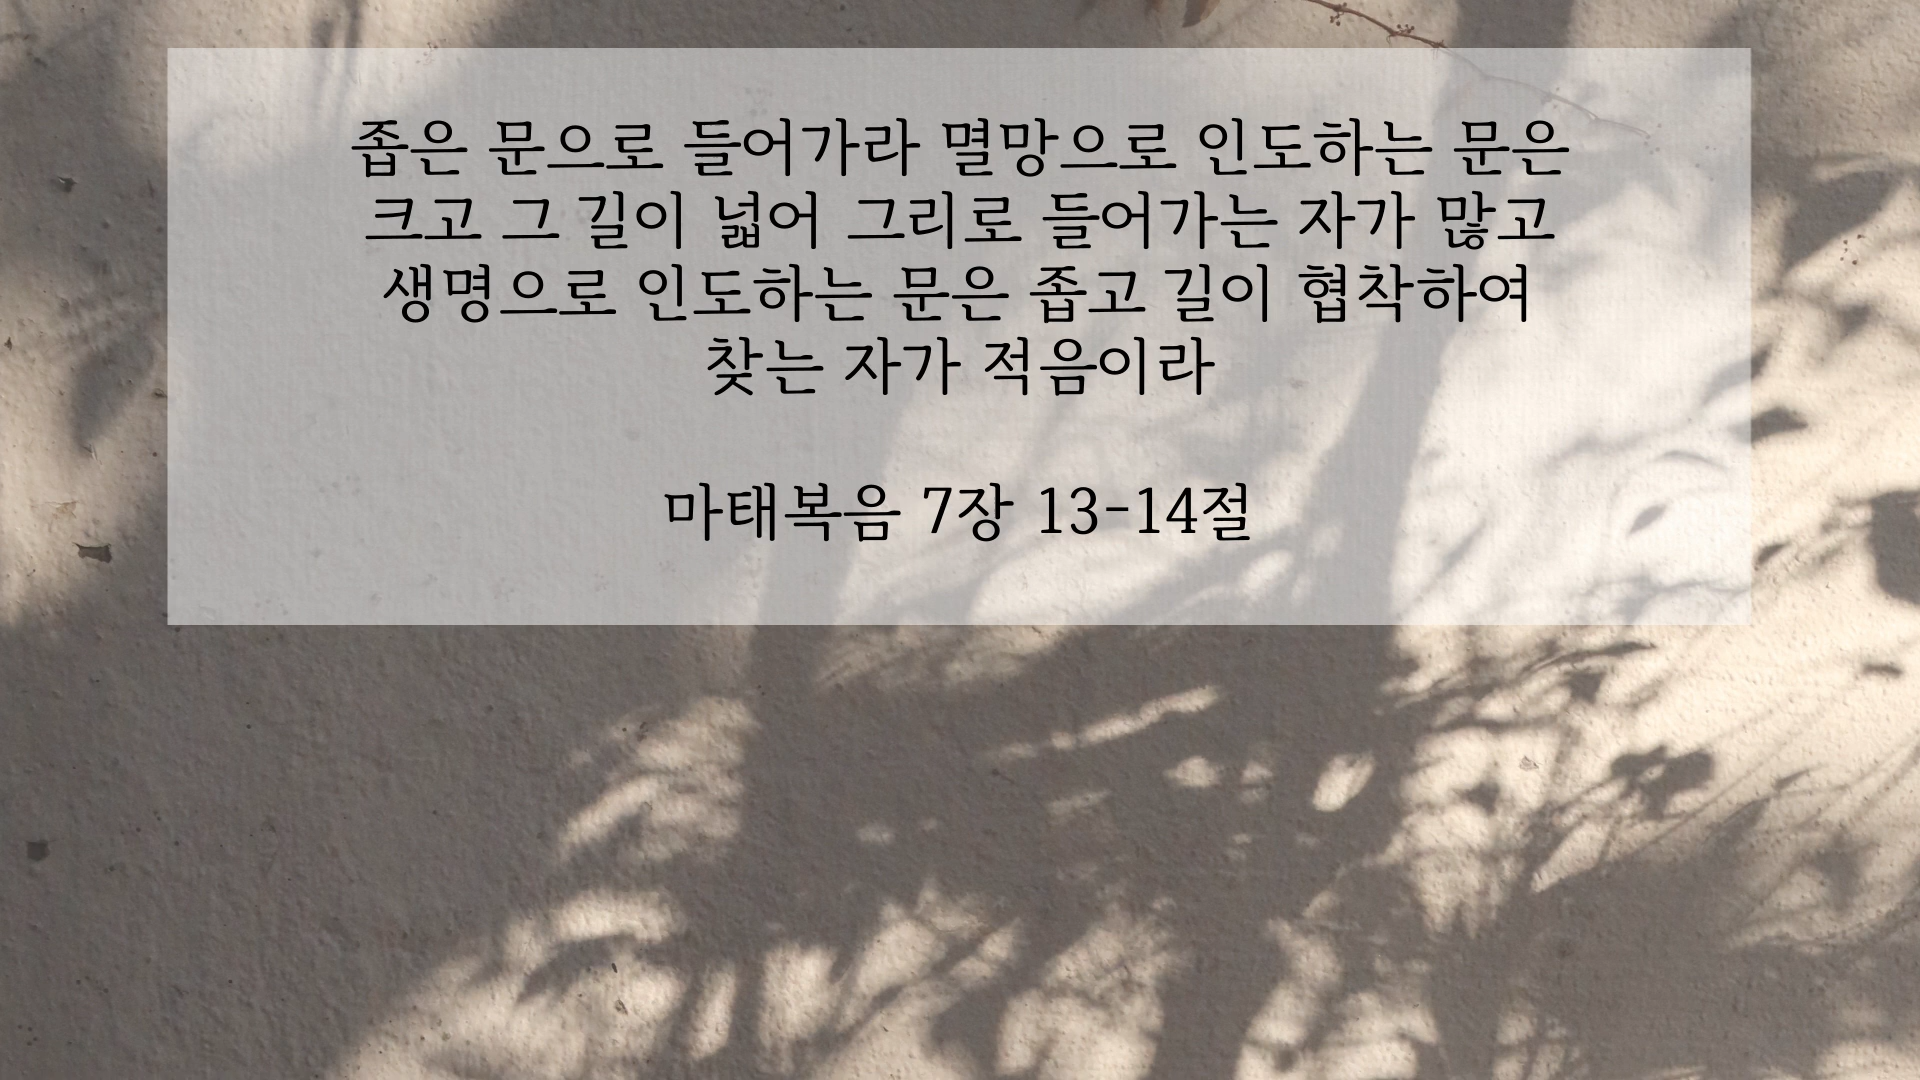 좁은 문으로 들어가라 멸망으로 인도하는 문은
크고 그 길이 넓어 그리로 들어가는 자가 많고
생명으로 인도하는 문은 좁고 길이 협착하여
찾는 자가 적음이라
마태복음 7장 13-14절